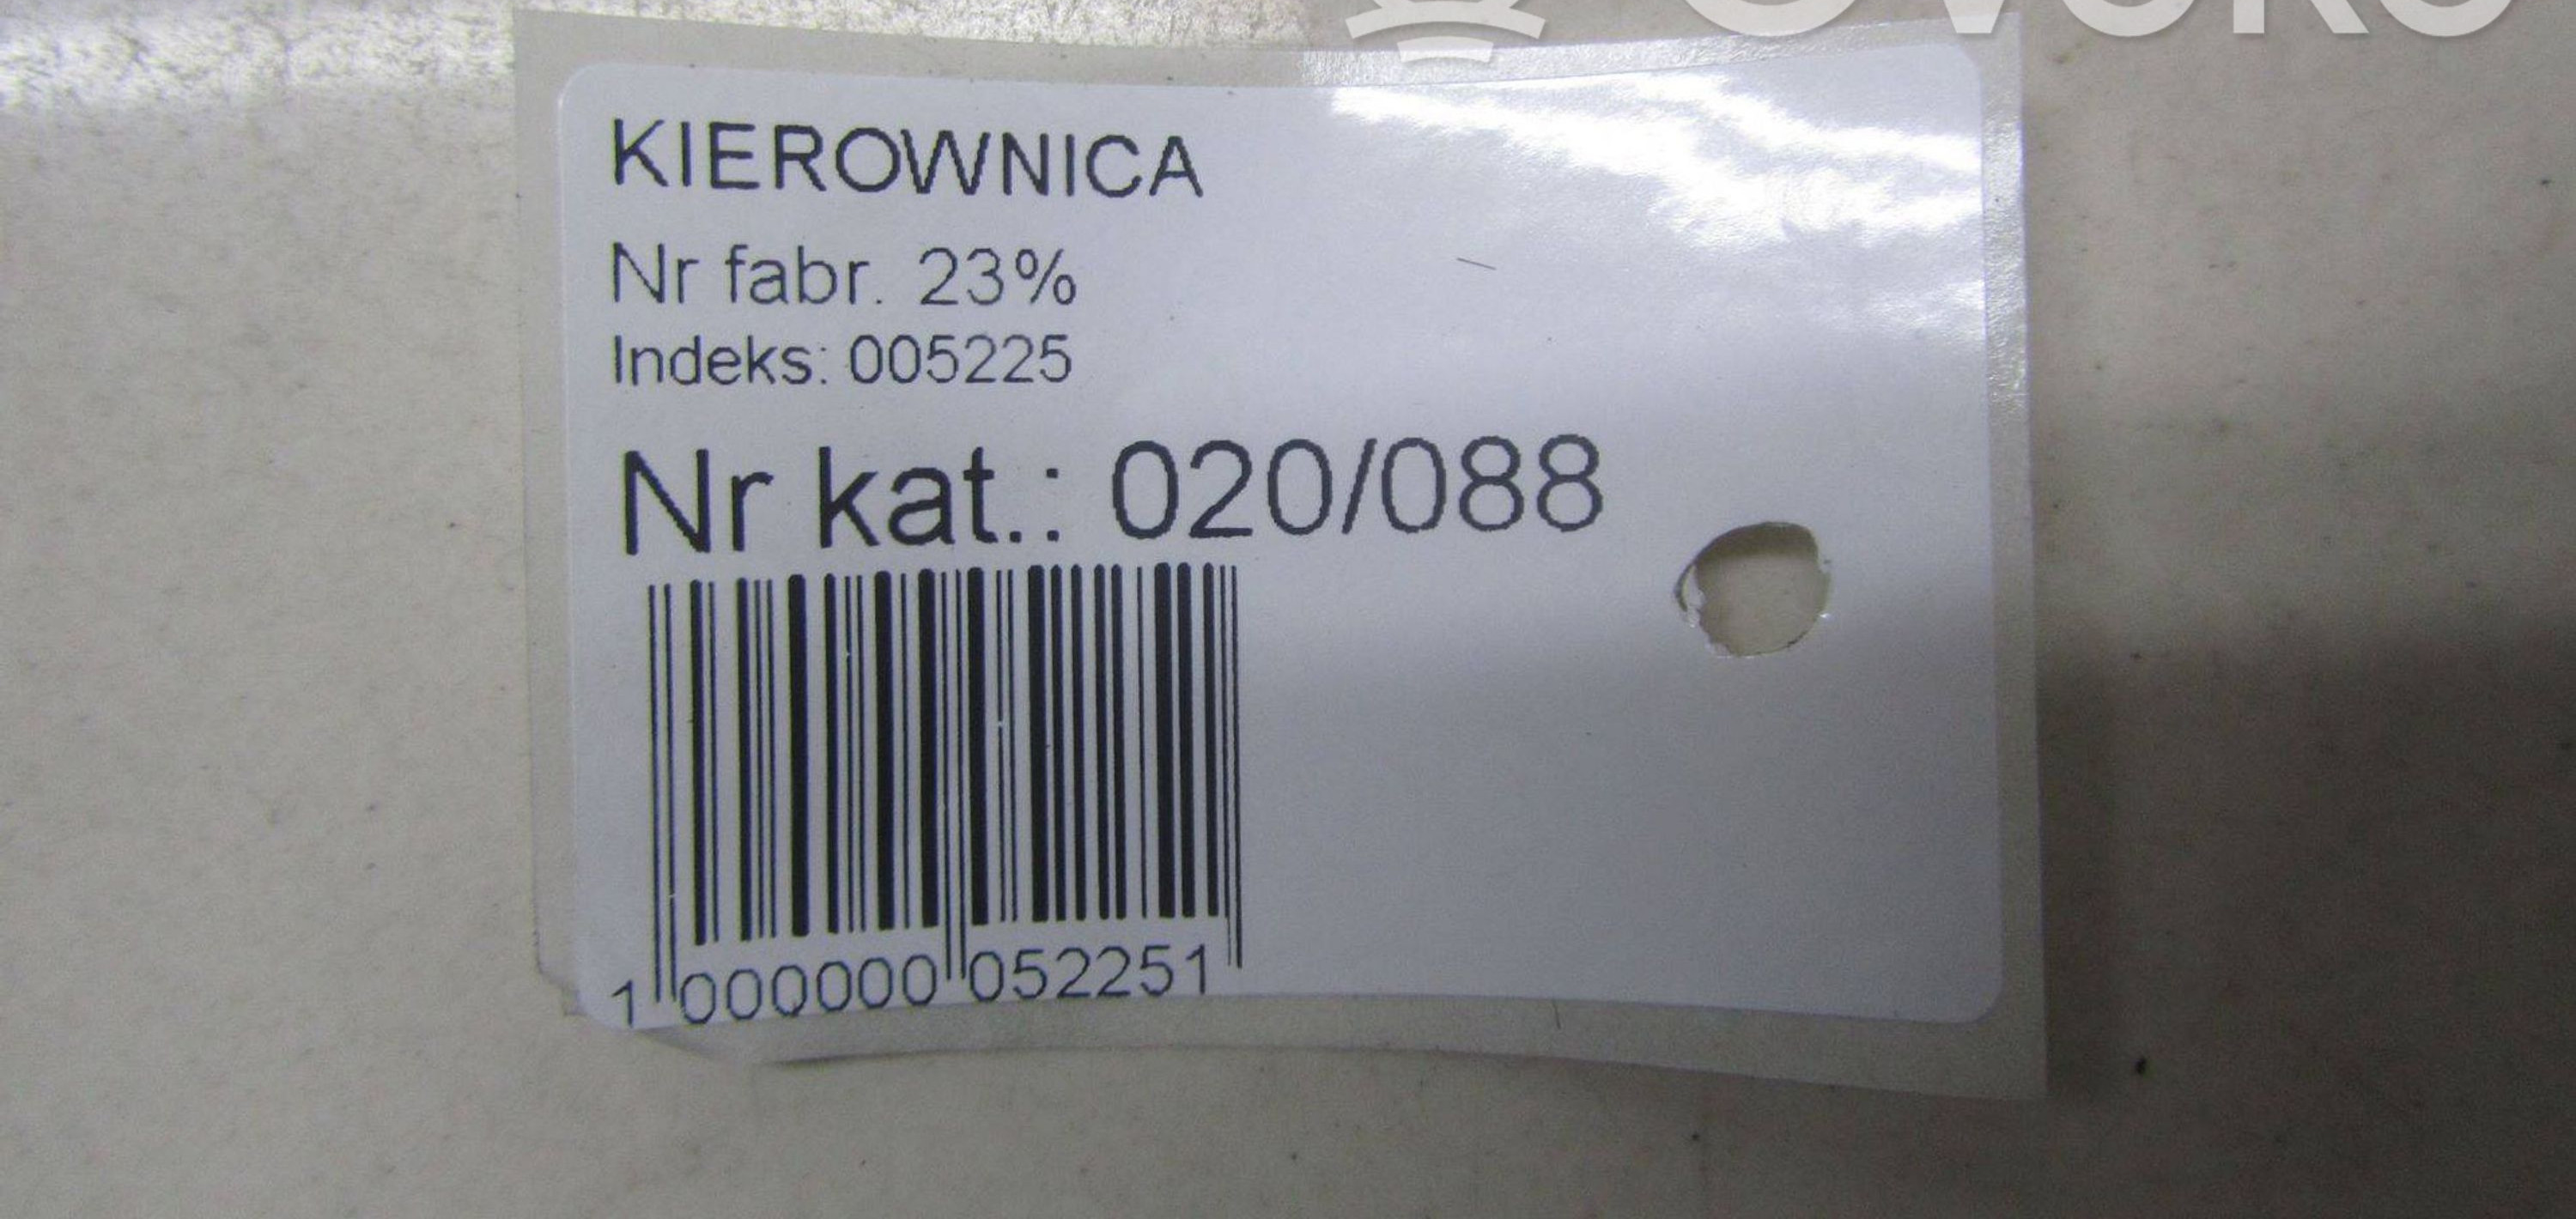 KIEROWNICA
Nr fabr. 23%
Indeks: 005225
Nr kat.: 020/088
1 000000 052251